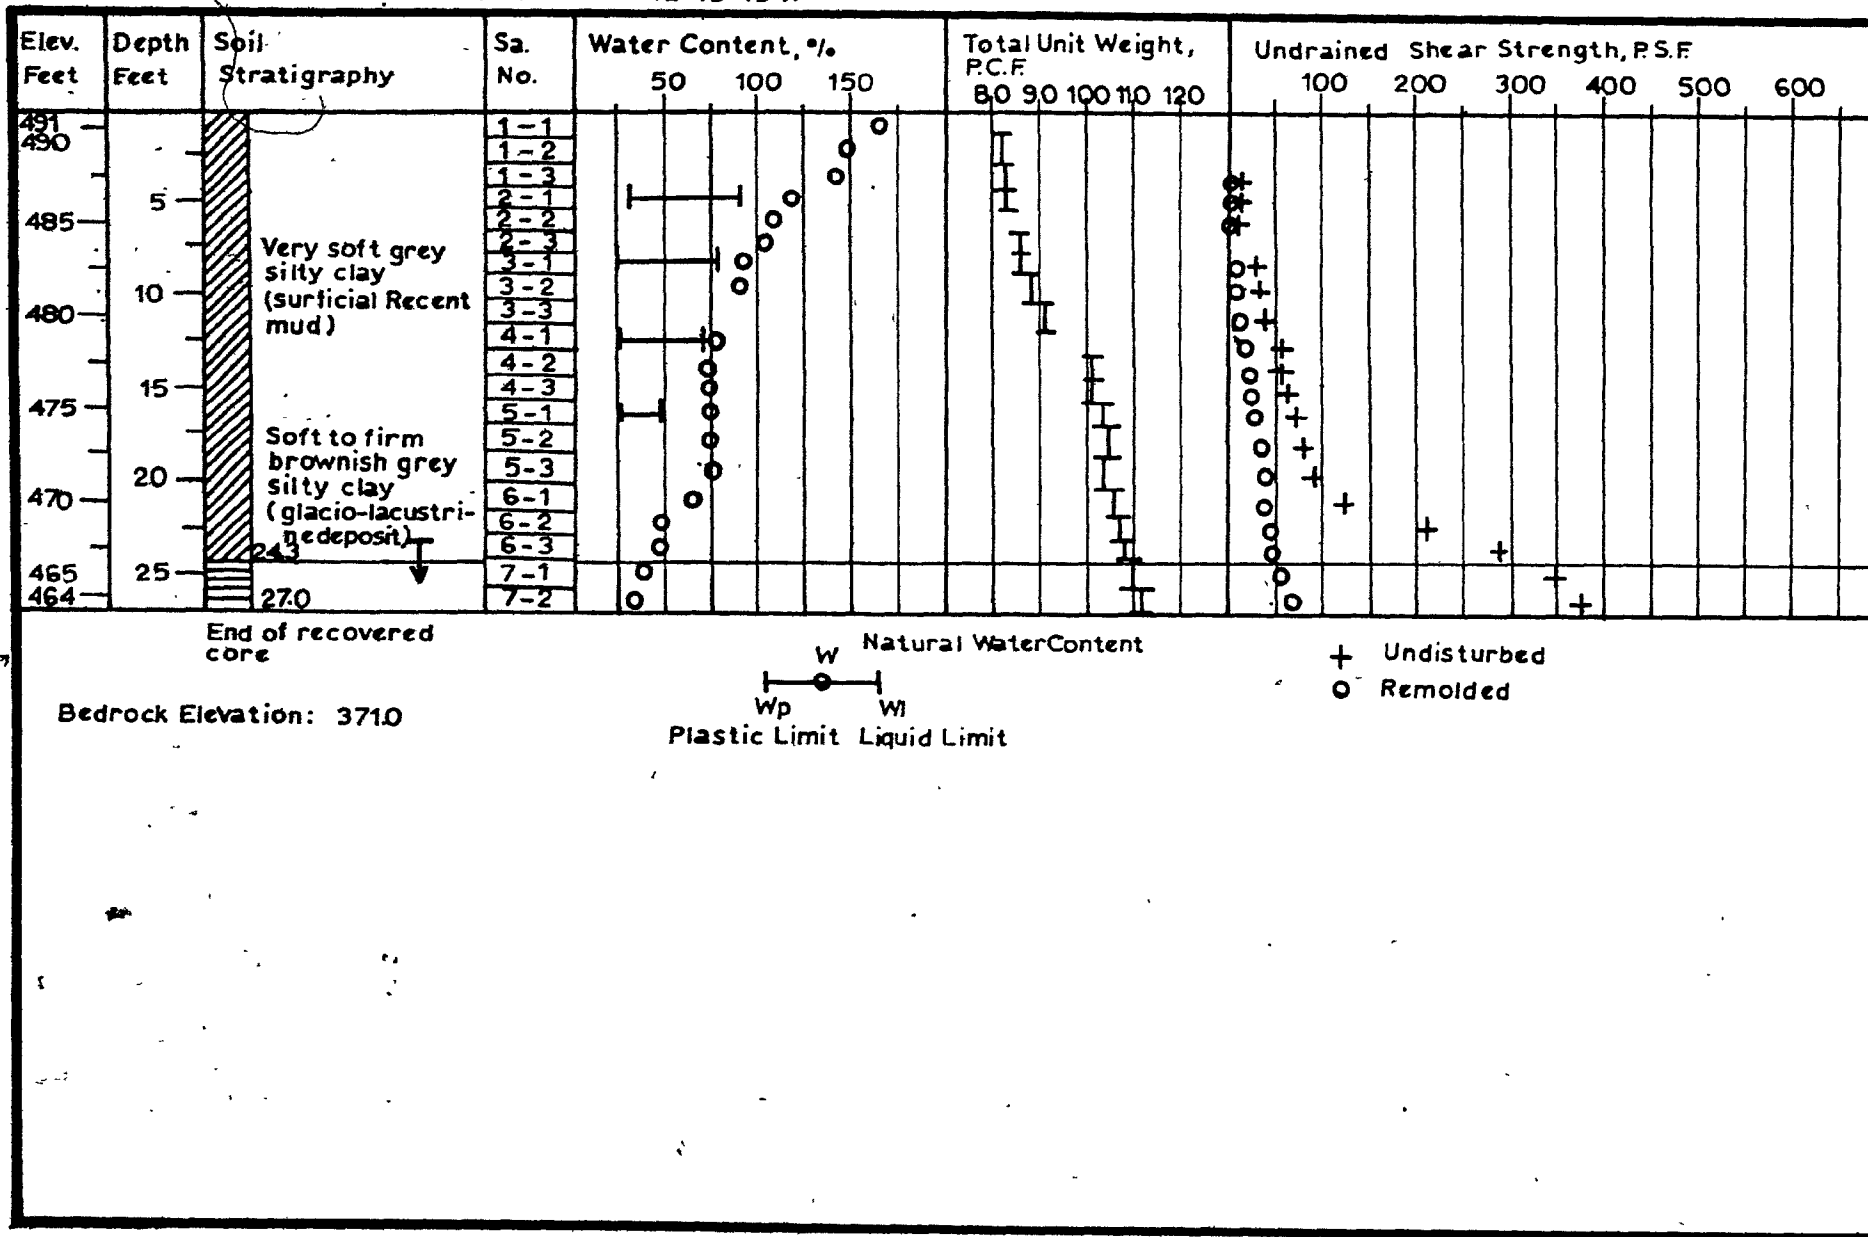 Elev. Feet
Depth Feet
Soil Stratigraphy
Sa. No.
Water Content, %
50 100 150
Total Unit Weight, P.C.F.
80 90 100 110 120
Undrained Shear Strength, P.S.F.
100 200 300 400 500 600
491
490
485
480
475
470
465
464
5
10
15
20
25
Very soft grey
silty clay
(surficial Recent
mud)
Soft to firm
brownish grey
silty clay
(glacio-lacustri-
nedeposit)
24.3
27.0
1-1
1-2
1-3
2-1
2-2
2-3
3-1
3-2
3-3
4-1
4-2
4-3
5-1
5-2
5-3
6-1
6-2
6-3
7-1
7-2
End of recovered
core
Natural Water Content
W
Wp Wl
Plastic Limit Liquid Limit
+ Undisturbed
o Remolded
Bedrock Elevation: 371.0